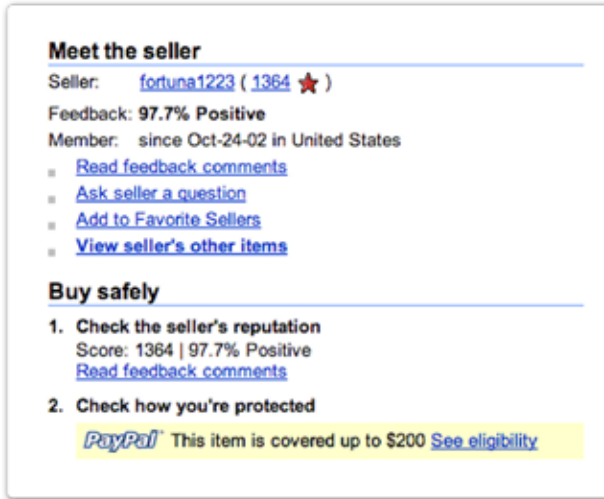 Meet the seller
Seller: fortuna1223 ( 1364 )
Feedback: 97.7% Positive
Member: since Oct-24-02 in United States
Read feedback comments
Ask seller a question
Add to Favorite Sellers
View seller's other items
Buy safely
1. Check the seller's reputation
Score: 1364 | 97.7% Positive
Read feedback comments
2. Check how you're protected
PayPal This item is covered up to $200 See eligibility